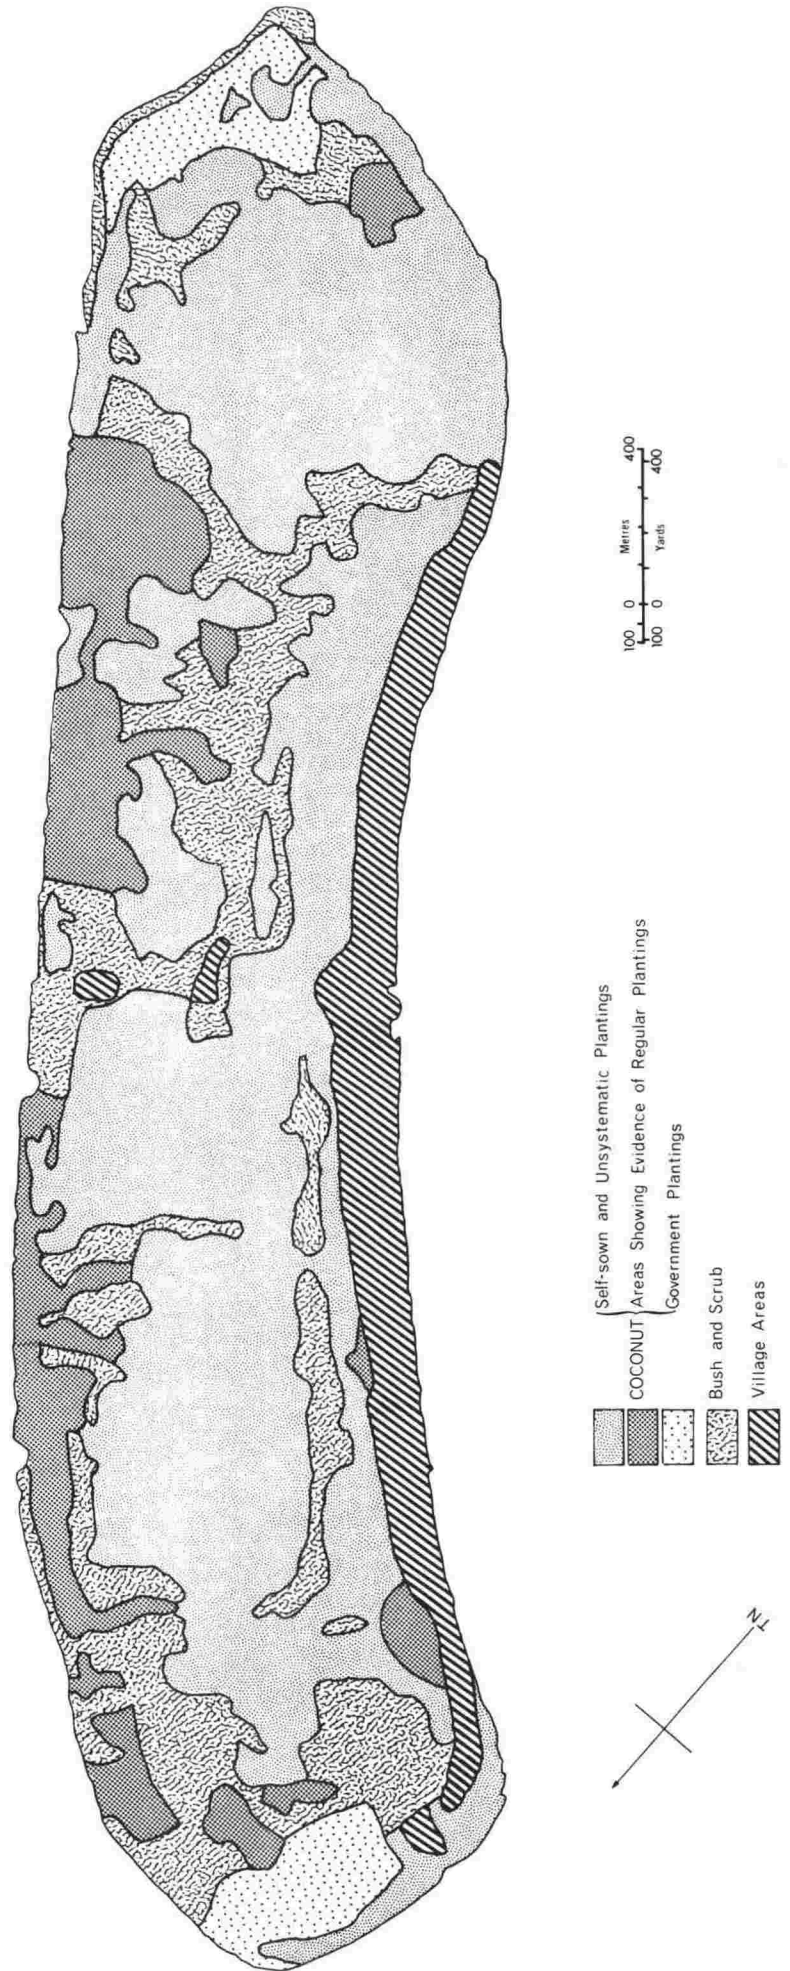 400
Metres
0
100
400
Yards
0
100
Self-sown and Unsystematic Plantings
COCONUT Areas Showing Evidence of Regular Plantings
Government Plantings
Bush and Scrub
Village Areas
TN